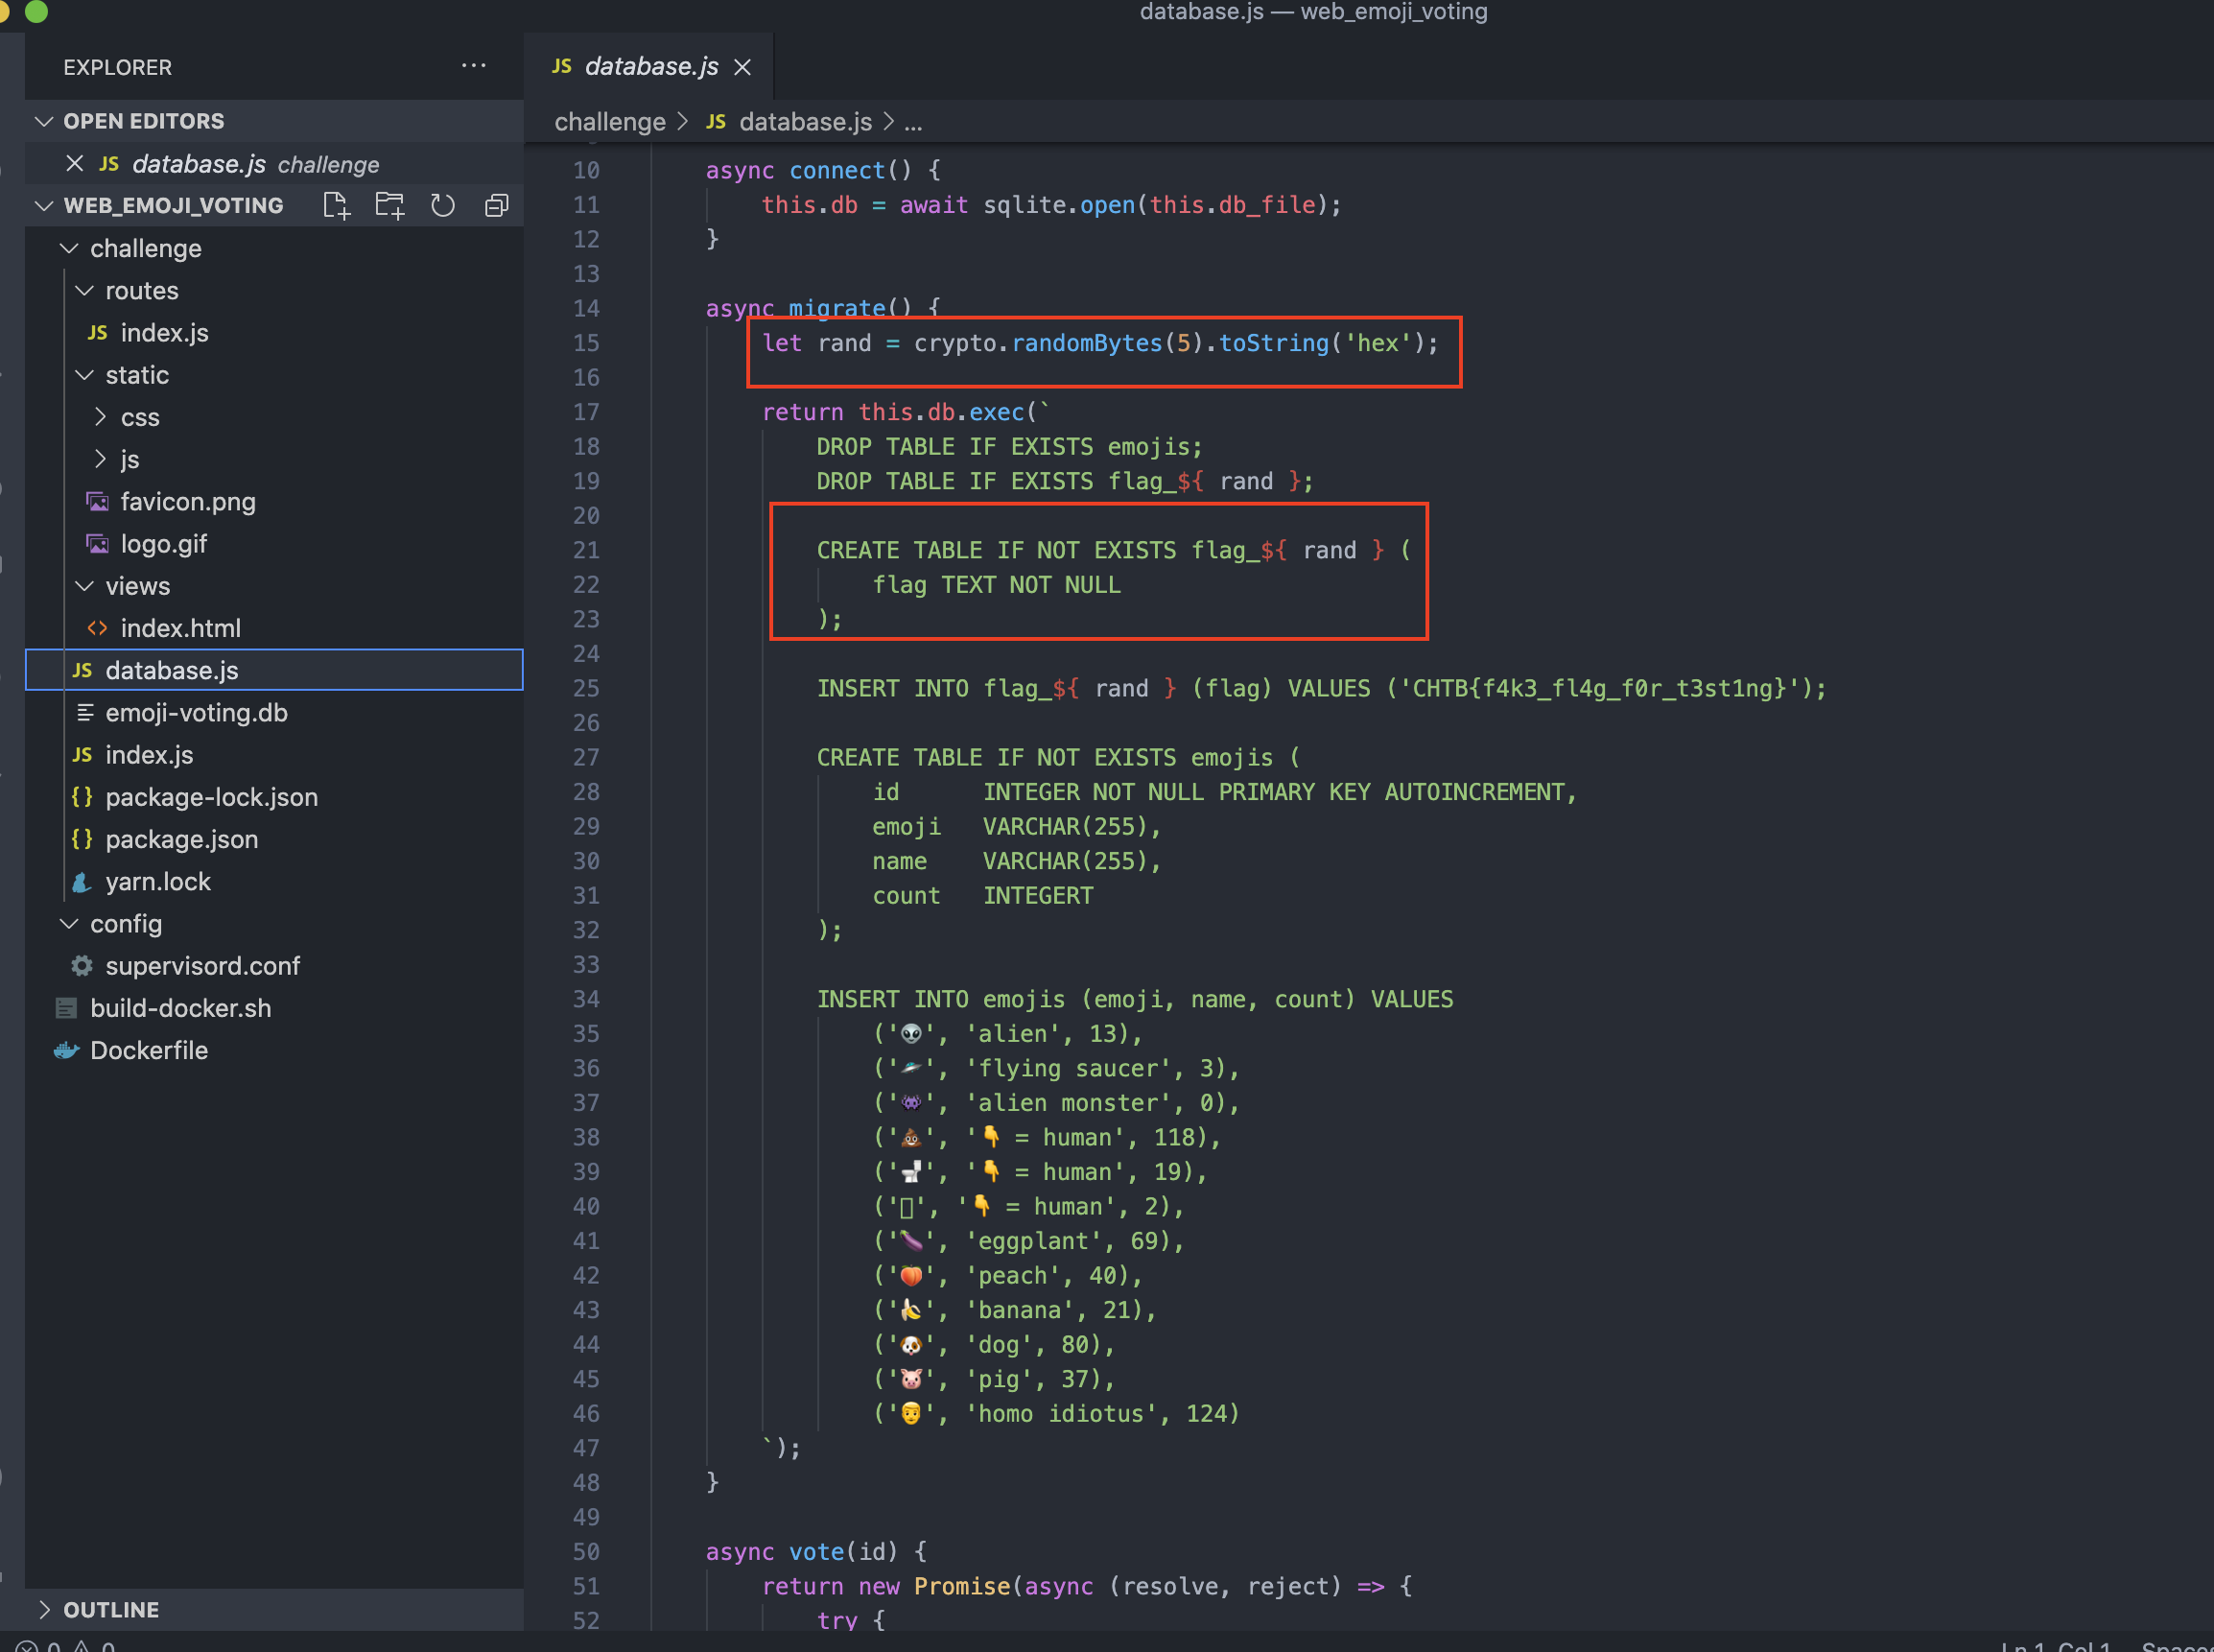 database.js — web_emoji_voting
EXPLORER
JS database.js
OPEN EDITORS
JS database.js challenge
WEB_EMOJI_VOTING
challenge
routes
JS index.js
static
css
js
favicon.png
logo.gif
views
<> index.html
JS database.js
emoji-voting.db
JS index.js
{} package-lock.json
{} package.json
yarn.lock
config
supervisord.conf
build-docker.sh
Dockerfile
OUTLINE
0 0
challenge > JS database.js > ...
10 async connect() {
11 this.db = await sqlite.open(this.db_file);
12 }
13
14 async migrate() {
15 let rand = crypto.randomBytes(5).toString('hex');
16
17 return this.db.exec(`
18 DROP TABLE IF EXISTS emojis;
19 DROP TABLE IF EXISTS flag_${ rand };
20
21 CREATE TABLE IF NOT EXISTS flag_${ rand } (
22 flag TEXT NOT NULL
23 );
24
25 INSERT INTO flag_${ rand } (flag) VALUES ('CHTB{f4k3_fl4g_f0r_t3st1ng}');
26
27 CREATE TABLE IF NOT EXISTS emojis (
28 id INTEGER NOT NULL PRIMARY KEY AUTOINCREMENT,
29 emoji VARCHAR(255),
30 name VARCHAR(255),
31 count INTEGERT
32 );
33
34 INSERT INTO emojis (emoji, name, count) VALUES
35 ('👽', 'alien', 13),
36 ('🛸', 'flying saucer', 3),
37 ('👾', 'alien monster', 0),
38 ('💩', '👇 = human', 118),
39 ('🚽', '👇 = human', 19),
40 ('▯', '👇 = human', 2),
41 ('🍆', 'eggplant', 69),
42 ('🍑', 'peach', 40),
43 ('🍌', 'banana', 21),
44 ('🐶', 'dog', 80),
45 ('🐷', 'pig', 37),
46 ('👨', 'homo idiotus', 124)
47 `);
48 }
49
50 async vote(id) {
51 return new Promise(async (resolve, reject) => {
52 try {
Ln 1, Col 1 Spaces